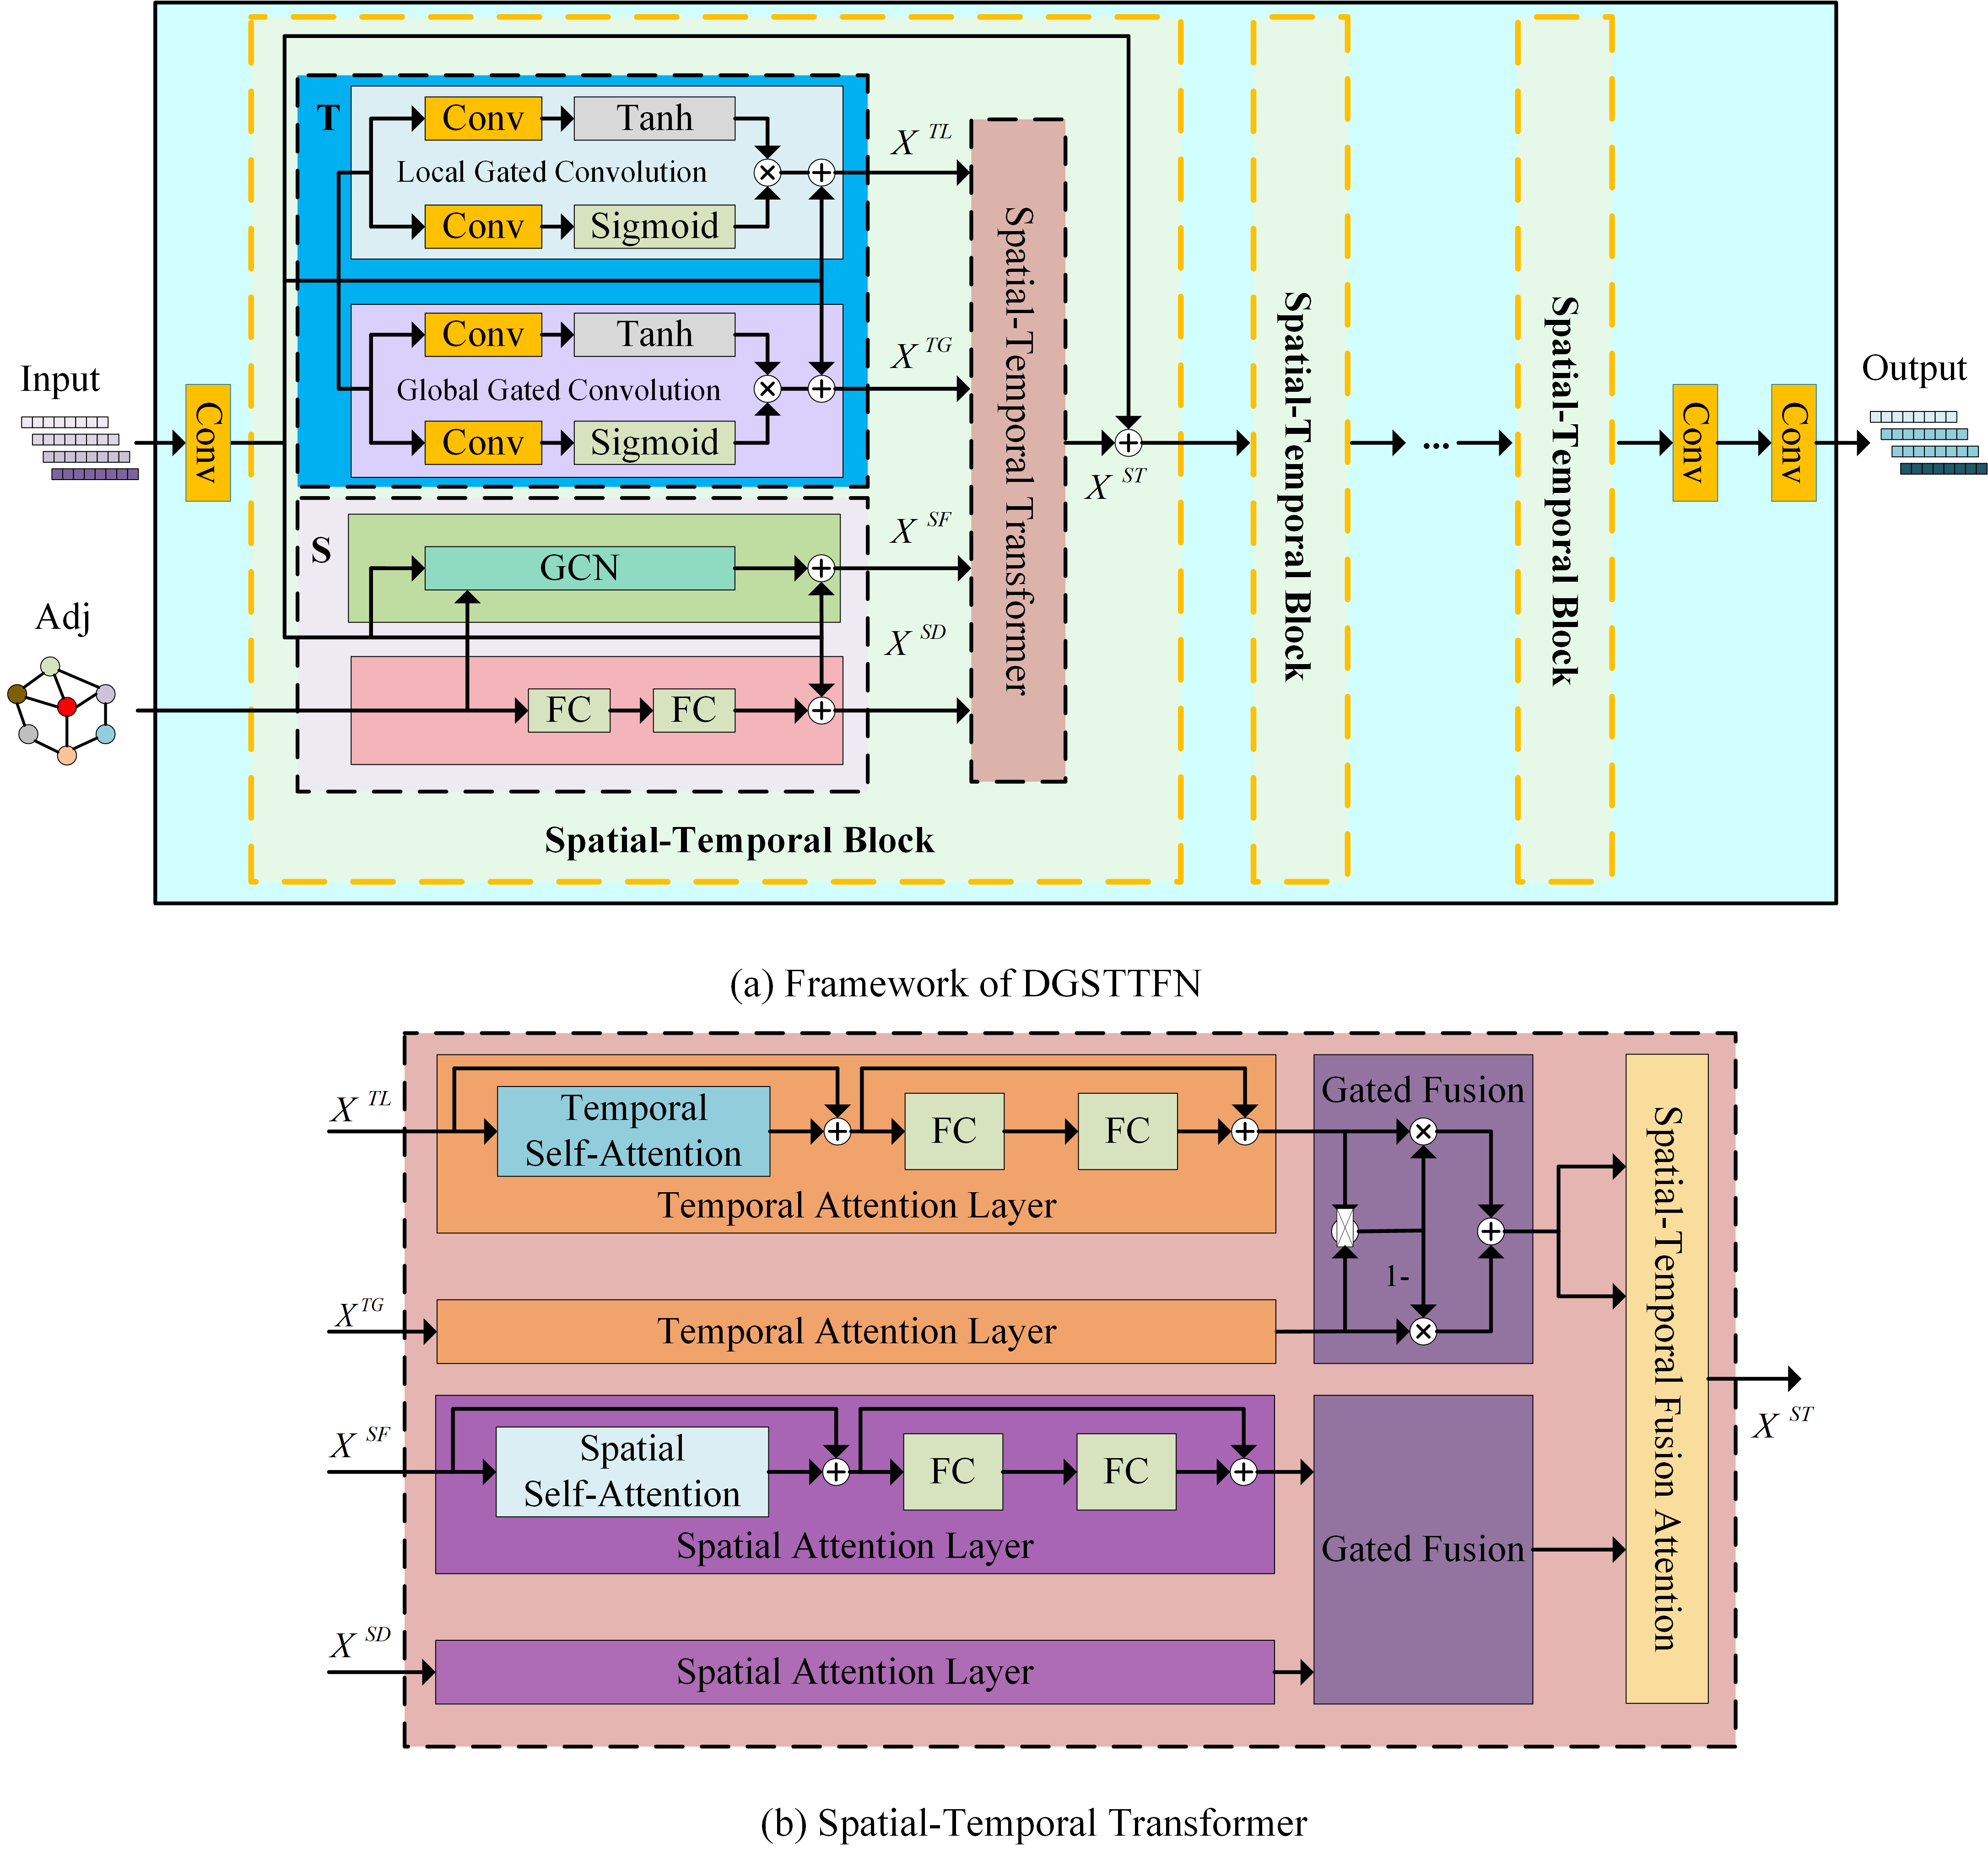 Input
Conv
T
Conv
Tanh
Local Gated Convolution
Conv
Sigmoid
Conv
Tanh
Global Gated Convolution
Conv
Sigmoid
S
GCN
Adj
FC
FC
X TL
X TG
X SF
X SD
Spatial-Temporal Transformer
X ST
Spatial-Temporal Block
Spatial-Temporal Block
...
Spatial-Temporal Block
Conv
Conv
Output
(a) Framework of DGSTTFN
X TL
Temporal
Self-Attention
FC
FC
Temporal Attention Layer
Gated Fusion
1-
X TG
Temporal Attention Layer
X SF
Spatial
Self-Attention
FC
FC
Spatial Attention Layer
Gated Fusion
X SD
Spatial Attention Layer
Spatial-Temporal Fusion Attention
X ST
(b) Spatial-Temporal Transformer